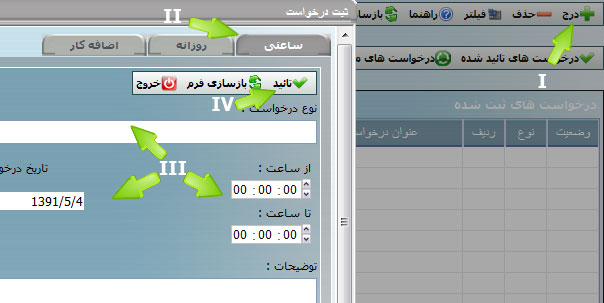 درج حذف فیلتر راهنما بازسا
I
درخواست های تائید شده درخواست های م
درخواست های ثبت شده
وضعیت نوع ردیف عنوان درخواس
ثبت درخواست
II
ساعتی روزانه اضافه کار
تائید بازسازی فرم خروج
IV
نوع درخواست :
III
از ساعت : تاریخ درخو
00 : 00 : 00
1391/5/4
تا ساعت :
00 : 00 : 00
توضیحات :